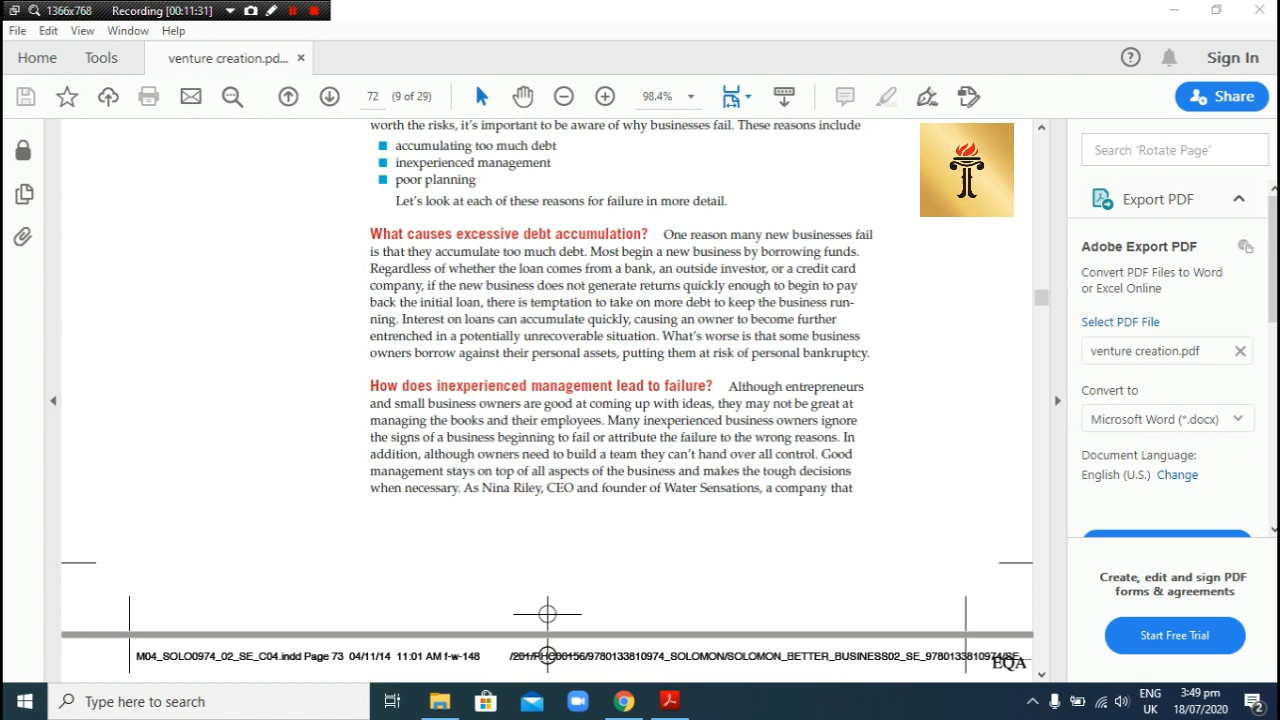 1366x768 Recording [00:11:31]
File Edit View Window Help
Home Tools venture creation.pd... ×
Sign In
72 (9 of 29) 98.4% Share
worth the risks, it's important to be aware of why businesses fail. These reasons include
■ accumulating too much debt
■ inexperienced management
■ poor planning
Let's look at each of these reasons for failure in more detail.
What causes excessive debt accumulation? One reason many new businesses fail
is that they accumulate too much debt. Most begin a new business by borrowing funds.
Regardless of whether the loan comes from a bank, an outside investor, or a credit card
company, if the new business does not generate returns quickly enough to begin to pay
back the initial loan, there is temptation to take on more debt to keep the business run-
ning. Interest on loans can accumulate quickly, causing an owner to become further
entrenched in a potentially unrecoverable situation. What's worse is that some business
owners borrow against their personal assets, putting them at risk of personal bankruptcy.
How does inexperienced management lead to failure? Although entrepreneurs
and small business owners are good at coming up with ideas, they may not be great at
managing the books and their employees. Many inexperienced business owners ignore
the signs of a business beginning to fail or attribute the failure to the wrong reasons. In
addition, although owners need to build a team they can't hand over all control. Good
management stays on top of all aspects of the business and makes the tough decisions
when necessary. As Nina Riley, CEO and founder of Water Sensations, a company that
M04_SOLO0974_02_SE_C04.indd Page 73 04/11/14 11:01 AM f-w-148
/201/RHC00156/9780133810974_SOLOMON/SOLOMON_BETTER_BUSINESS02_SE_9780133810974/SE...
EQA
Search 'Rotate Page'
Export PDF
Adobe Export PDF
Convert PDF Files to Word
or Excel Online
Select PDF File
venture creation.pdf
Convert to
Microsoft Word (*.docx)
Document Language:
English (U.S.) Change
Create, edit and sign PDF
forms & agreements
Start Free Trial
Type here to search
ENG
UK
3:49 pm
18/07/2020
2